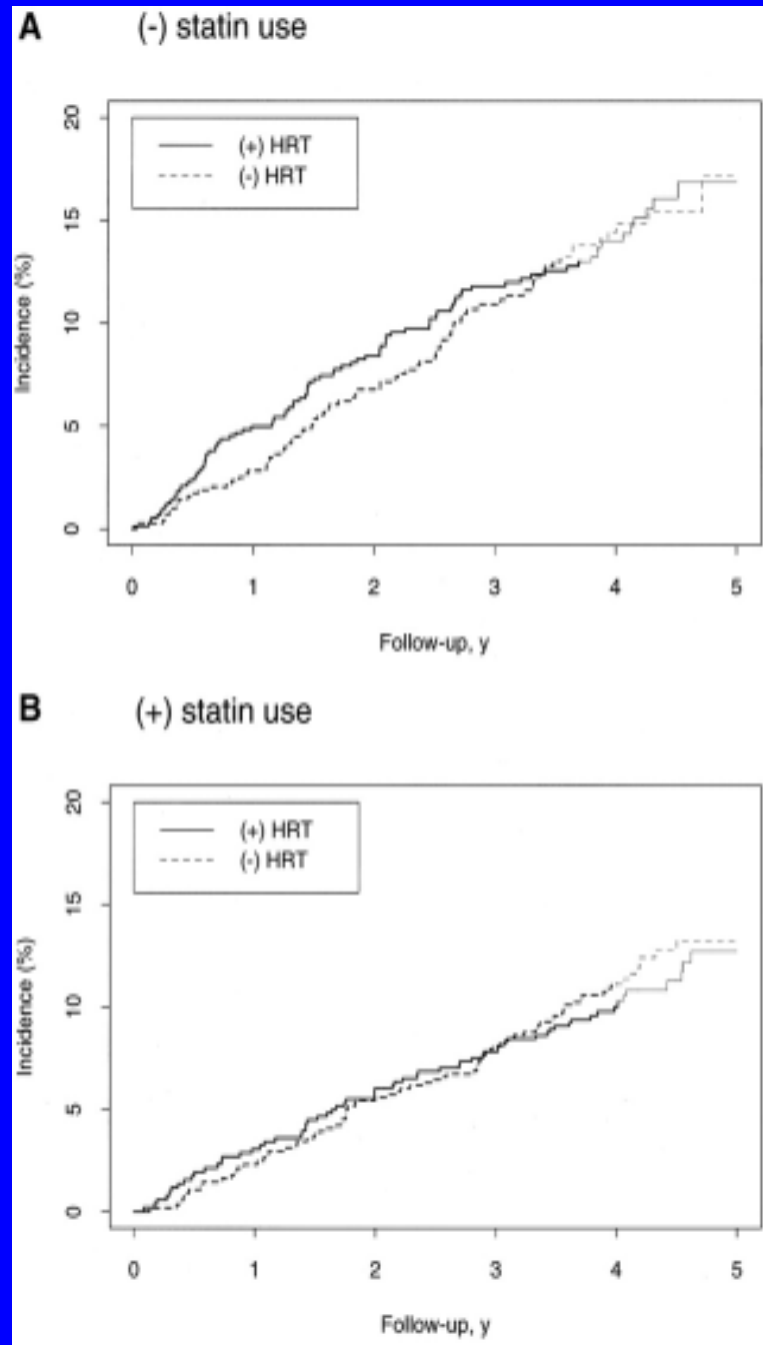 A (-) statin use
20
15
10
5
0
Incidence (%)
(+) HRT
(-) HRT
0 1 2 3 4 5
Follow-up, y
B (+) statin use
20
15
10
5
0
Incidence (%)
(+) HRT
(-) HRT
0 1 2 3 4 5
Follow-up, y